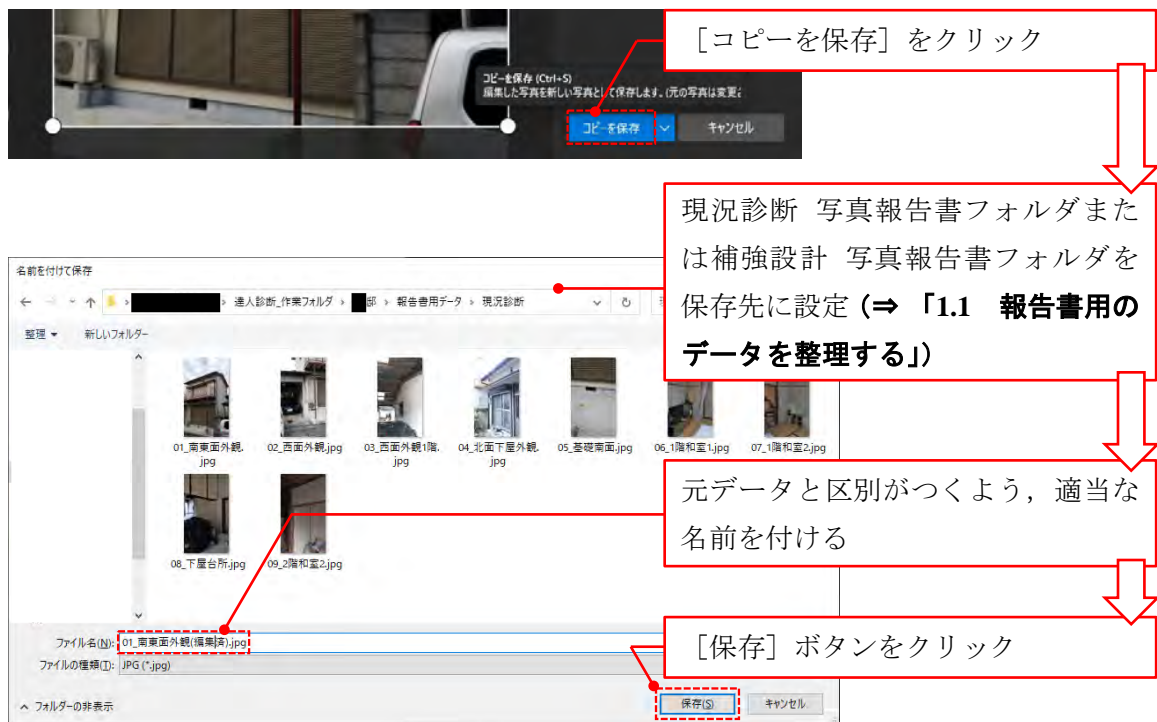 ［コピーを保存］をクリック
コピーを保存 (Ctrl+S)
編集した写真を新しい写真として保存します。(元の写真は変更
コピーを保存
キャンセル
現況診断 写真報告書フォルダまた
は補強設計 写真報告書フォルダを
保存先に設定（⇒ 「1.1 報告書用の
データを整理する」）
名前を付けて保存
達人診断_作業フォルダ › 邸 › 報告書用データ › 現況診断
整理 新しいフォルダー
01_南東面外観.jpg
02_西面外観.jpg
03_西面外観1階.jpg
04_北面下屋外観.jpg
05_基礎南面.jpg
06_1階和室1.jpg
07_1階和室2.jpg
元データと区別がつくよう，適当な
名前を付ける
08_下屋台所.jpg
09_2階和室2.jpg
ファイル名(N): 01_南東面外観(編集済).jpg
ファイルの種類(T): JPG (*.jpg)
［保存］ボタンをクリック
フォルダーの非表示
保存(S)
キャンセル